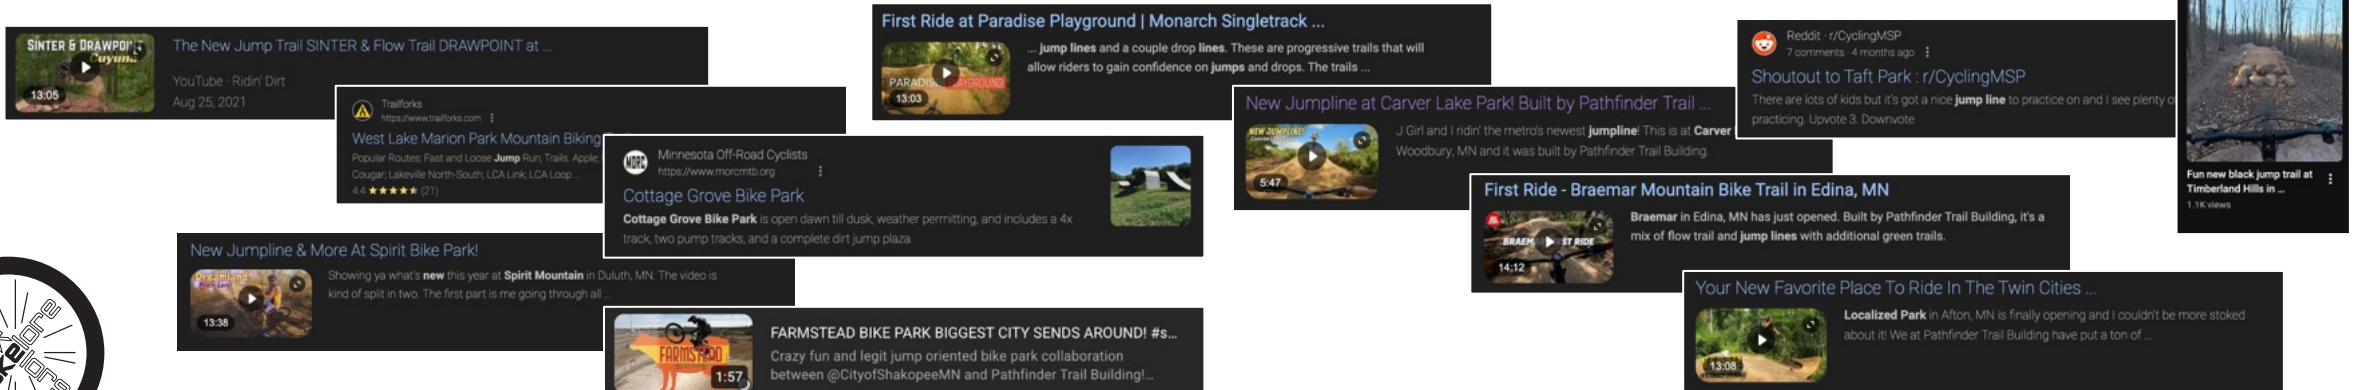 SINTER & DRAWPOINT
Cuyuna
13:05
The New Jump Trail SINTER & Flow Trail DRAWPOINT at ...
YouTube · Ridin' Dirt
Aug 25, 2021
Trailforks
https://www.trailforks.com
West Lake Marion Park Mountain Biking
Popular Routes; Fast and Loose Jump Run; Trails. Apple;
Cougar; Lakeville North-South; LCA Link; LCA Loop ...
4.4 ★★★★★ (21)
MORC
Minnesota Off-Road Cyclists
https://www.morcmtb.org
Cottage Grove Bike Park
Cottage Grove Bike Park is open dawn till dusk, weather permitting, and includes a 4x
track, two pump tracks, and a complete dirt jump plaza.
New Jumpline & More At Spirit Bike Park!
Dreamland
13:38
Showing ya what's new this year at Spirit Mountain in Duluth, MN. The video is
kind of split in two. The first part is me going through all ...
FARMSTEAD
1:57
FARMSTEAD BIKE PARK BIGGEST CITY SENDS AROUND! #s...
Crazy fun and legit jump oriented bike park collaboration
between @CityofShakopeeMN and Pathfinder Trail Building!...
First Ride at Paradise Playground | Monarch Singletrack ...
PARADISE PLAYGROUND
13:03
... jump lines and a couple drop lines. These are progressive trails that will
allow riders to gain confidence on jumps and drops. The trails ...
New Jumpline at Carver Lake Park! Built by Pathfinder Trail ...
NEW JUMPLINE!
5:47
J Girl and I ridin' the metro's newest jumpline! This is at Carver
Woodbury, MN and it was built by Pathfinder Trail Building.
First Ride - Braemar Mountain Bike Trail in Edina, MN
BRAEM ST RIDE
14:12
Braemar in Edina, MN has just opened. Built by Pathfinder Trail Building, it's a
mix of flow trail and jump lines with additional green trails.
Reddit · r/CyclingMSP
7 comments · 4 months ago
Shoutout to Taft Park : r/CyclingMSP
There are lots of kids but it's got a nice jump line to practice on and I see plenty o
practicing. Upvote 3. Downvote
Your New Favorite Place To Ride In The Twin Cities ...
13:08
Localized Park in Afton, MN is finally opening and I couldn't be more stoked
about it! We at Pathfinder Trail Building have put a ton of ...
Fun new black jump trail at
Timberland Hills in ...
1.1K views